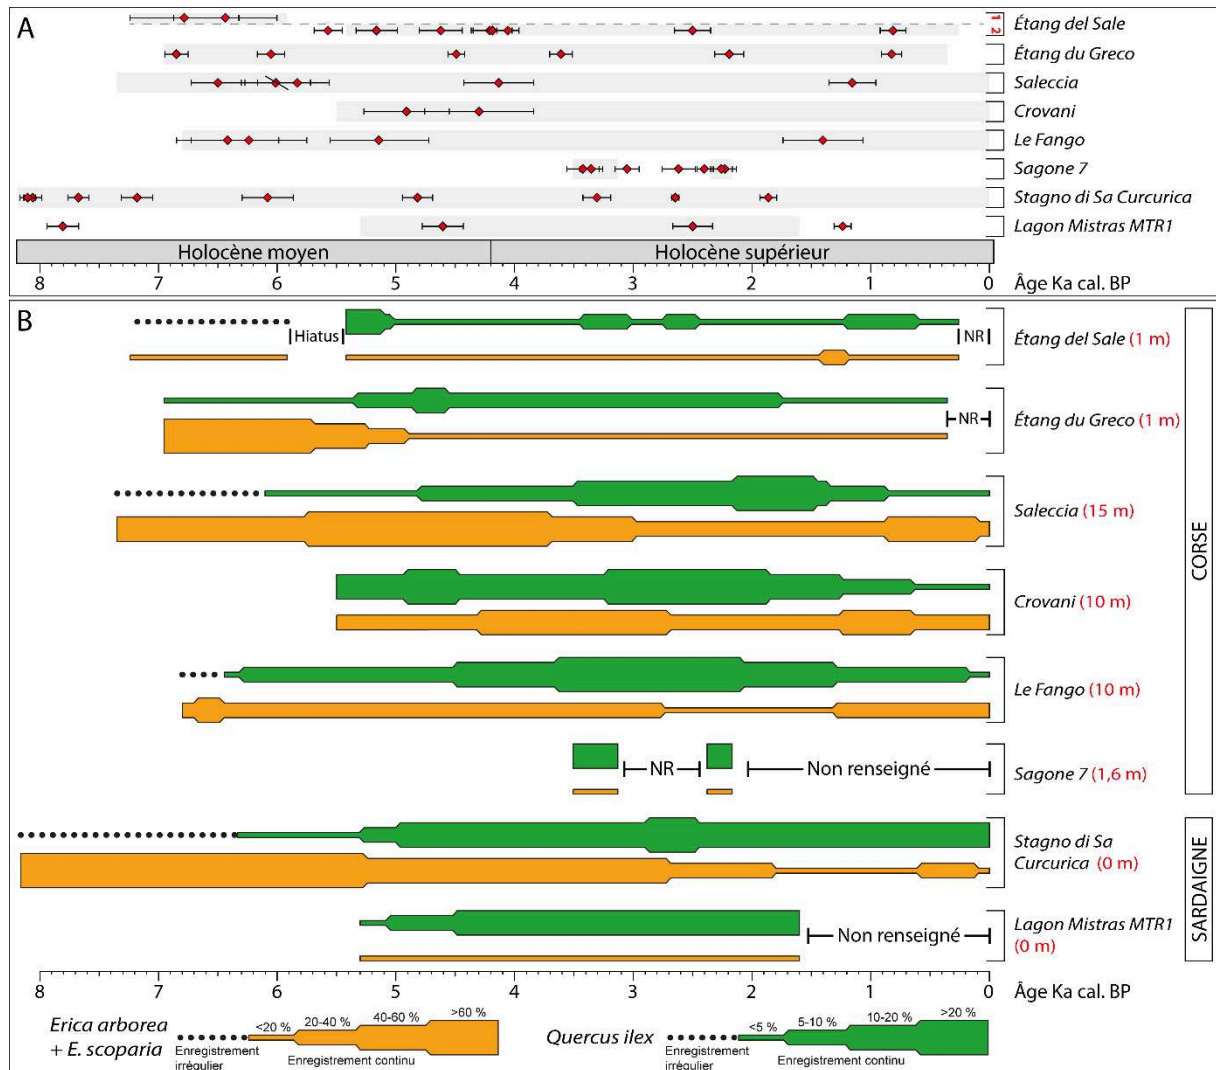 A
1
2
Étang del Sale
Étang du Greco
Saleccia
Crovani
Le Fango
Sagone 7
Stagno di Sa Curcurica
Lagon Mistras MTR1
Holocène moyen
Holocène supérieur
8 7 6 5 4 3 2 1 0 Âge Ka cal. BP
B
Hiatus
NR
Étang del Sale (1 m)
NR
Étang du Greco (1 m)
Saleccia (15 m)
Crovani (10 m)
Le Fango (10 m)
NR
Non renseigné
Sagone 7 (1,6 m)
CORSE
Stagno di Sa
Curcurica (0 m)
Non renseigné
Lagon Mistras MTR1
(0 m)
SARDAIGNE
8 7 6 5 4 3 2 1 0 Âge Ka cal. BP
Erica arborea
+ E. scoparia
<20 % 20-40 % 40-60 % >60 %
Enregistrement
irrégulier
Enregistrement continu
Quercus ilex
<5 % 5-10 % 10-20 % >20 %
Enregistrement
irrégulier
Enregistrement continu